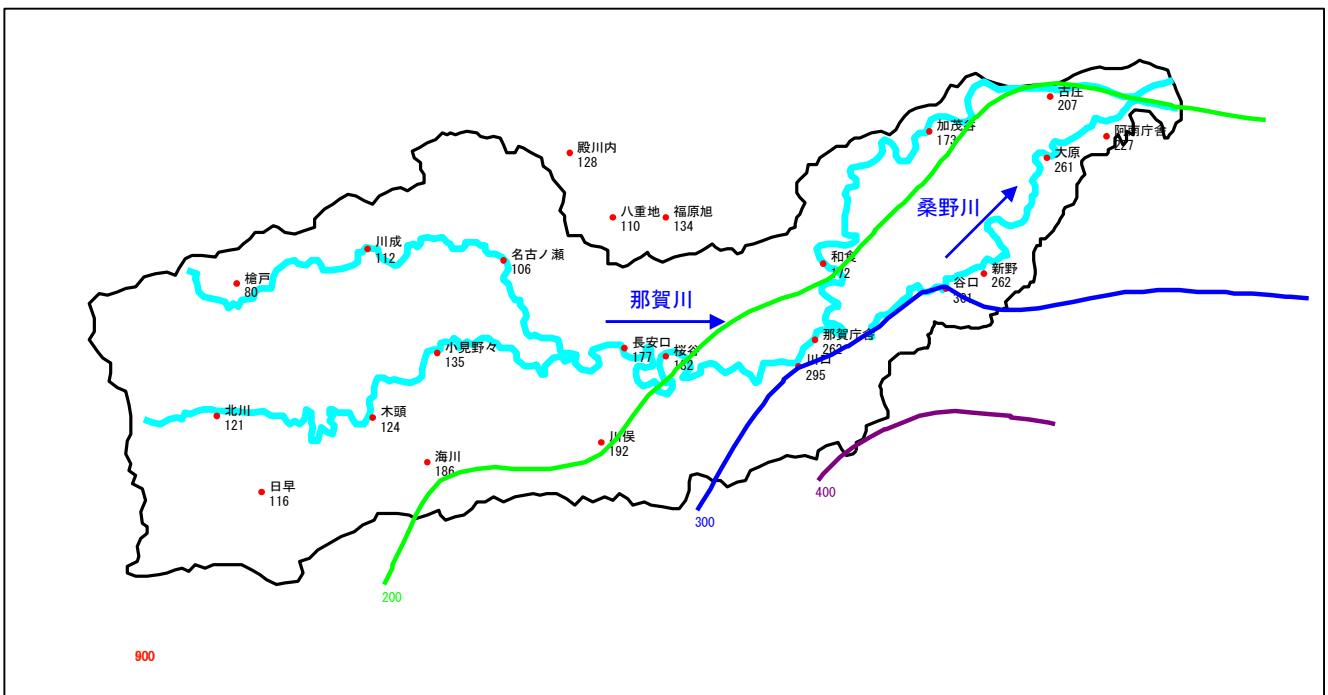 古庄
207
加茂谷
173
阿南庁舎
227
殿川内
128
大原
261
八重地
110
福原旭
134
桑野川
川成
112
名古ノ瀬
106
和食
172
新野
262
槍戸
80
谷口
301
那賀川
那賀庁舎
262
長安口
177
桜谷
182
小見野々
135
川口
295
北川
121
木頭
124
川俣
192
海川
186
日早
116
400
300
200
900